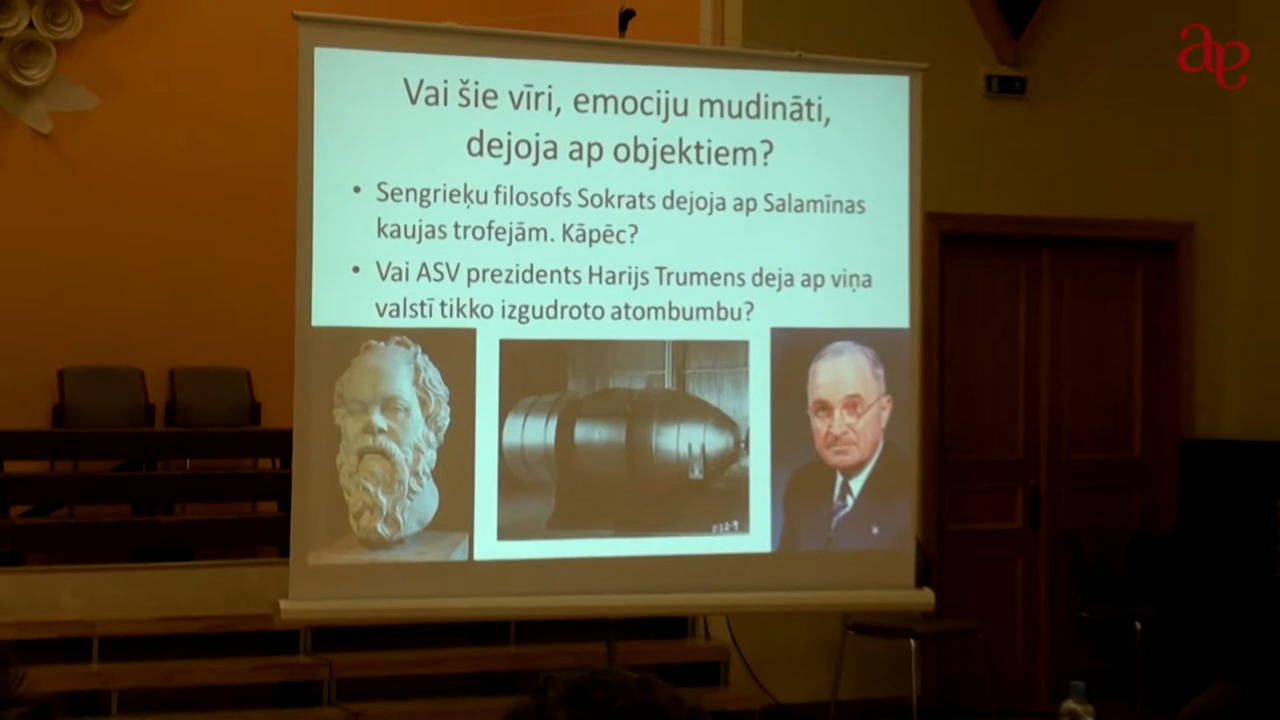 Vai šie vīri, emociju mudināti,
dejoja ap objektiem?
• Sengrieķu filosofs Sokrats dejoja ap Salamīnas
kaujas trofejām. Kāpēc?
• Vai ASV prezidents Harijs Trumens deja ap viņa
valstī tikko izgudroto atombumbu?